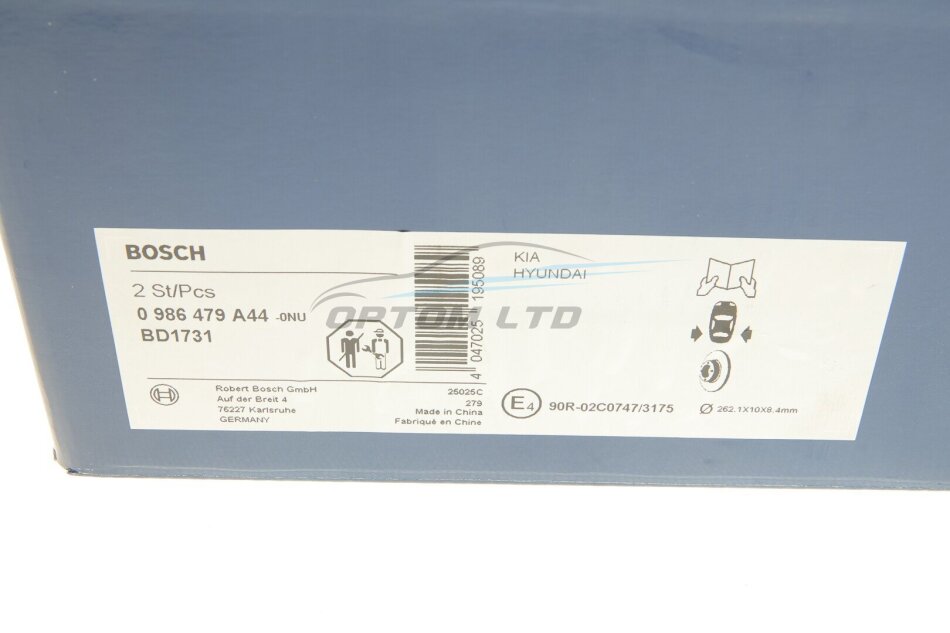 BOSCH
2 St/Pcs
0 986 479 A44 -0NU
BD1731
Robert Bosch GmbH
Auf der Breit 4
76227 Karlsruhe
GERMANY
25025C
279
Made in China
Fabriqué en Chine
4 047025 195089
KIA
HYUNDAI
OPTOM LTD
E4 90R-02C0747/3175
Ø 262.1X10X8.4mm